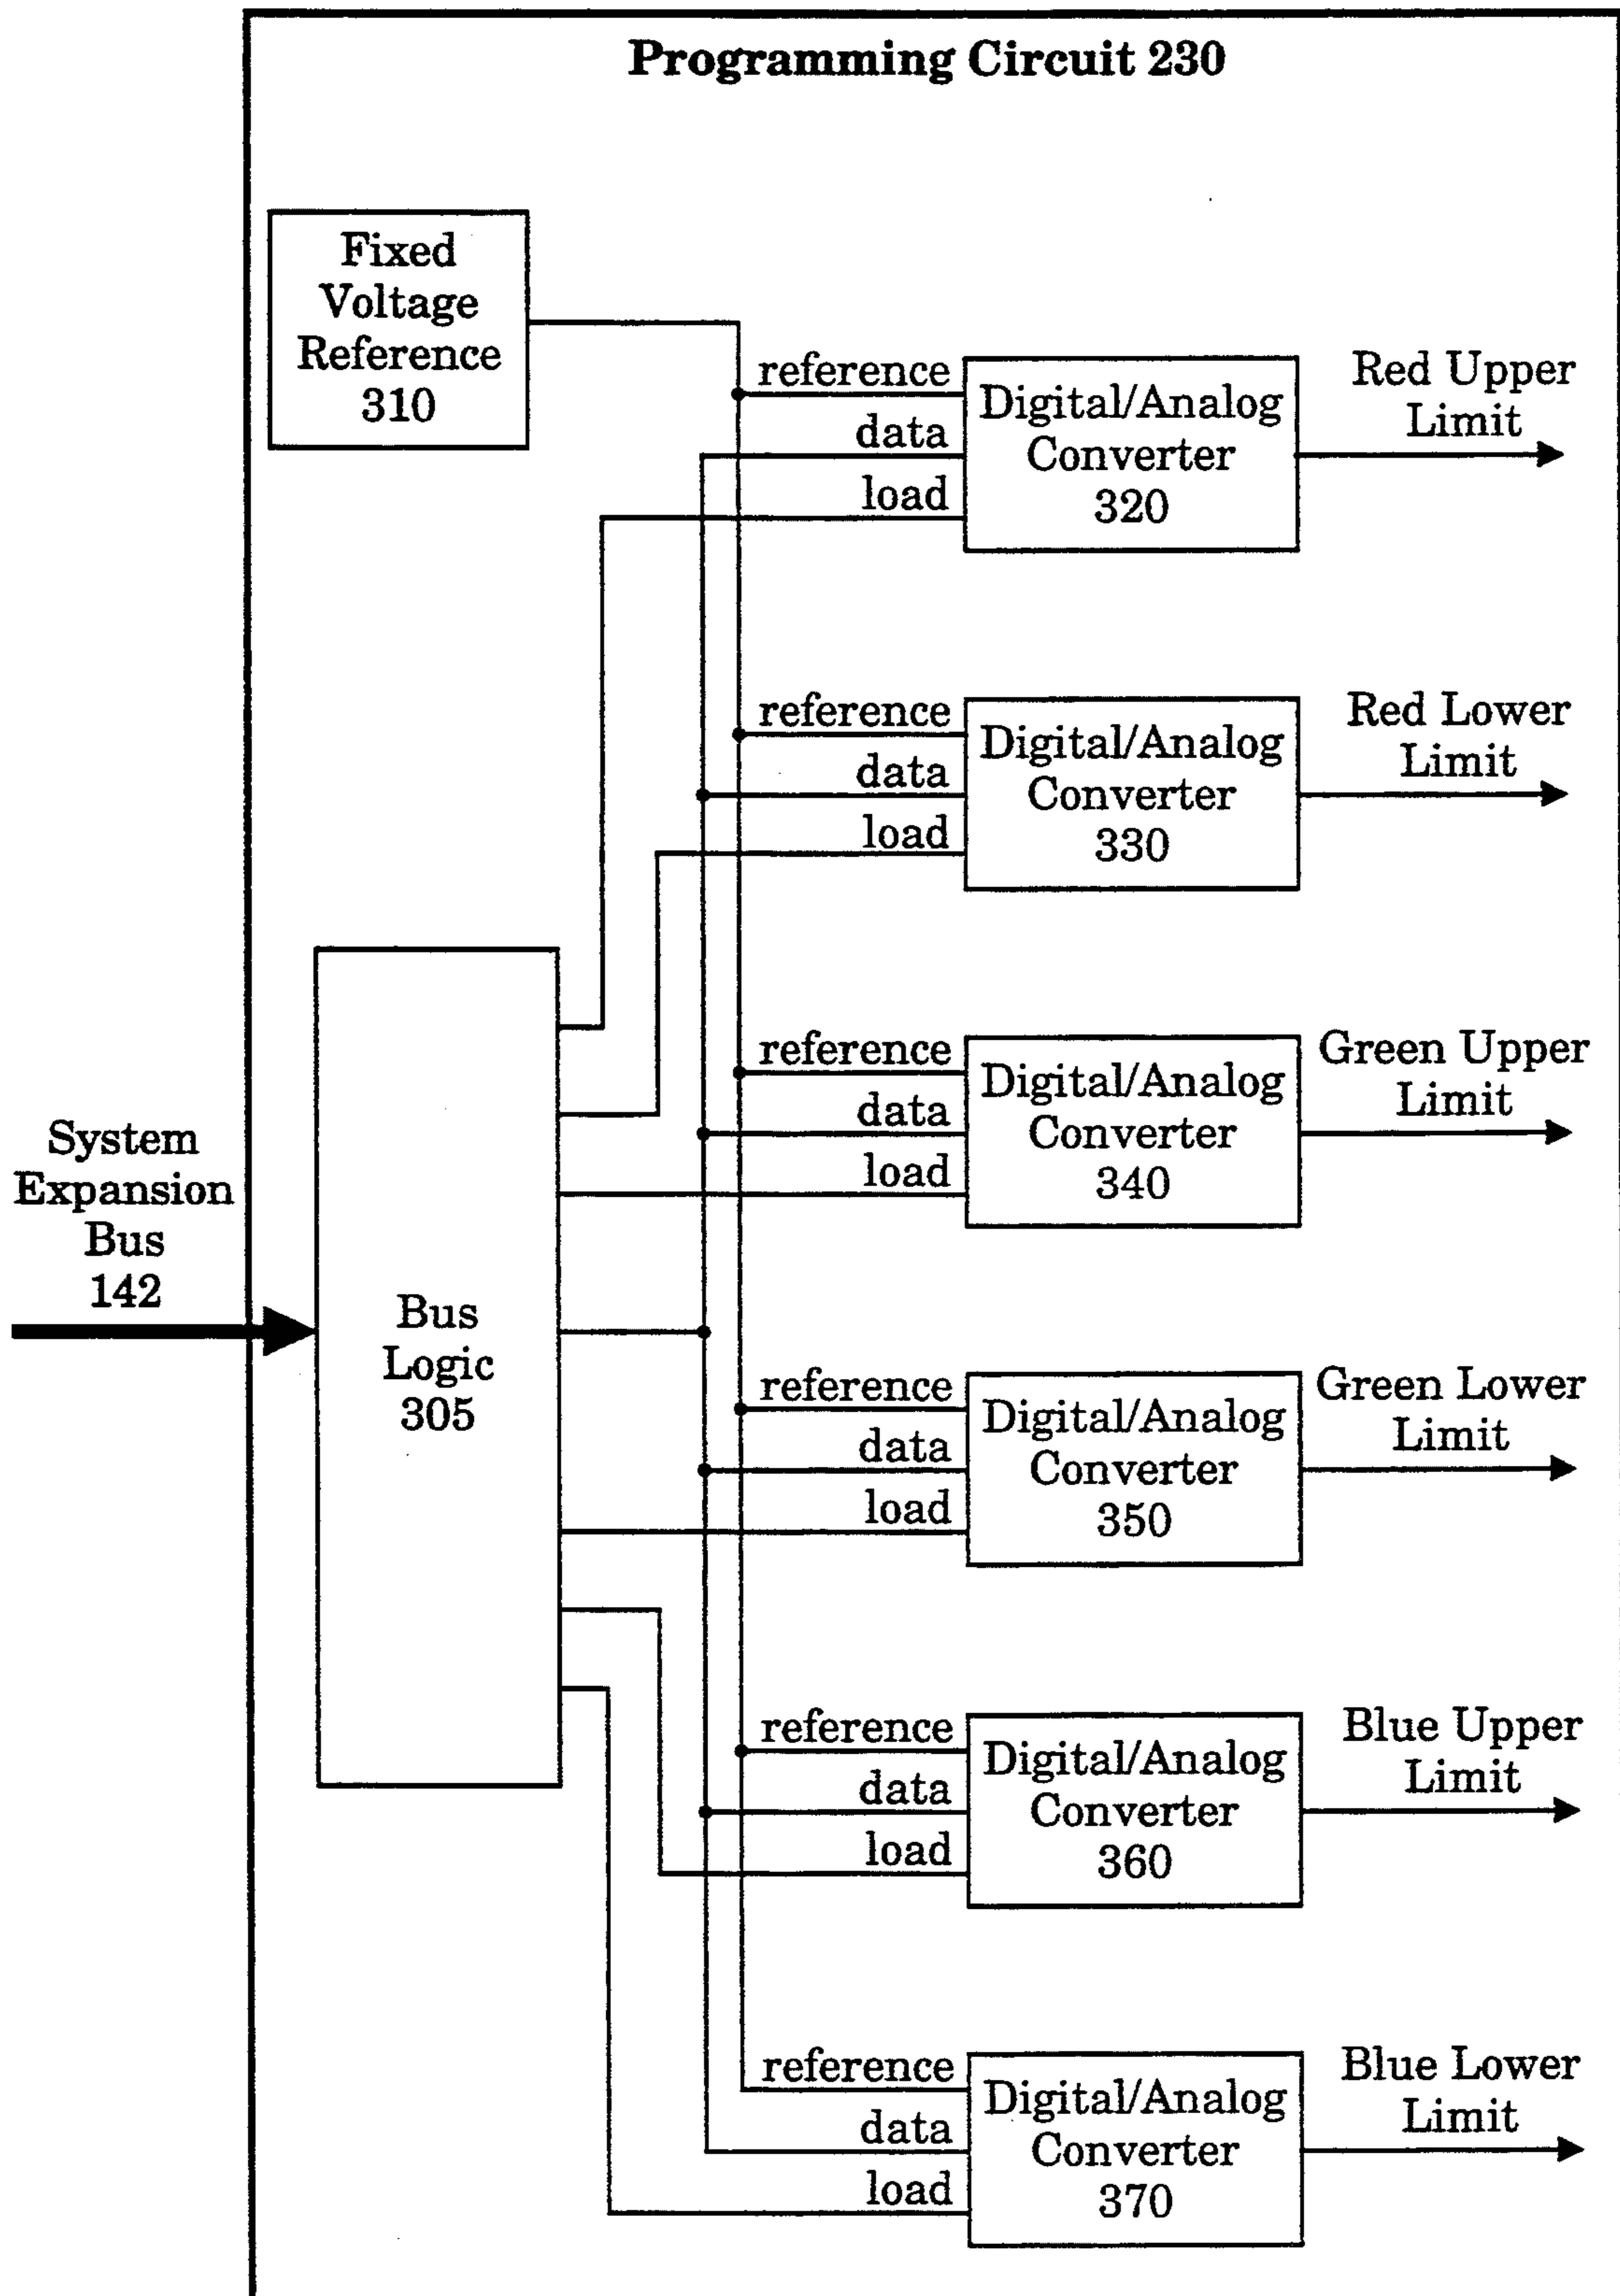 Programming Circuit 230
Fixed
Voltage
Reference
310
reference
data
load
Digital/Analog
Converter
320
Red Upper
Limit
reference
data
load
Digital/Analog
Converter
330
Red Lower
Limit
reference
data
load
Digital/Analog
Converter
340
Green Upper
Limit
System
Expansion
Bus
142
Bus
Logic
305
reference
data
load
Digital/Analog
Converter
350
Green Lower
Limit
reference
data
load
Digital/Analog
Converter
360
Blue Upper
Limit
reference
data
load
Digital/Analog
Converter
370
Blue Lower
Limit